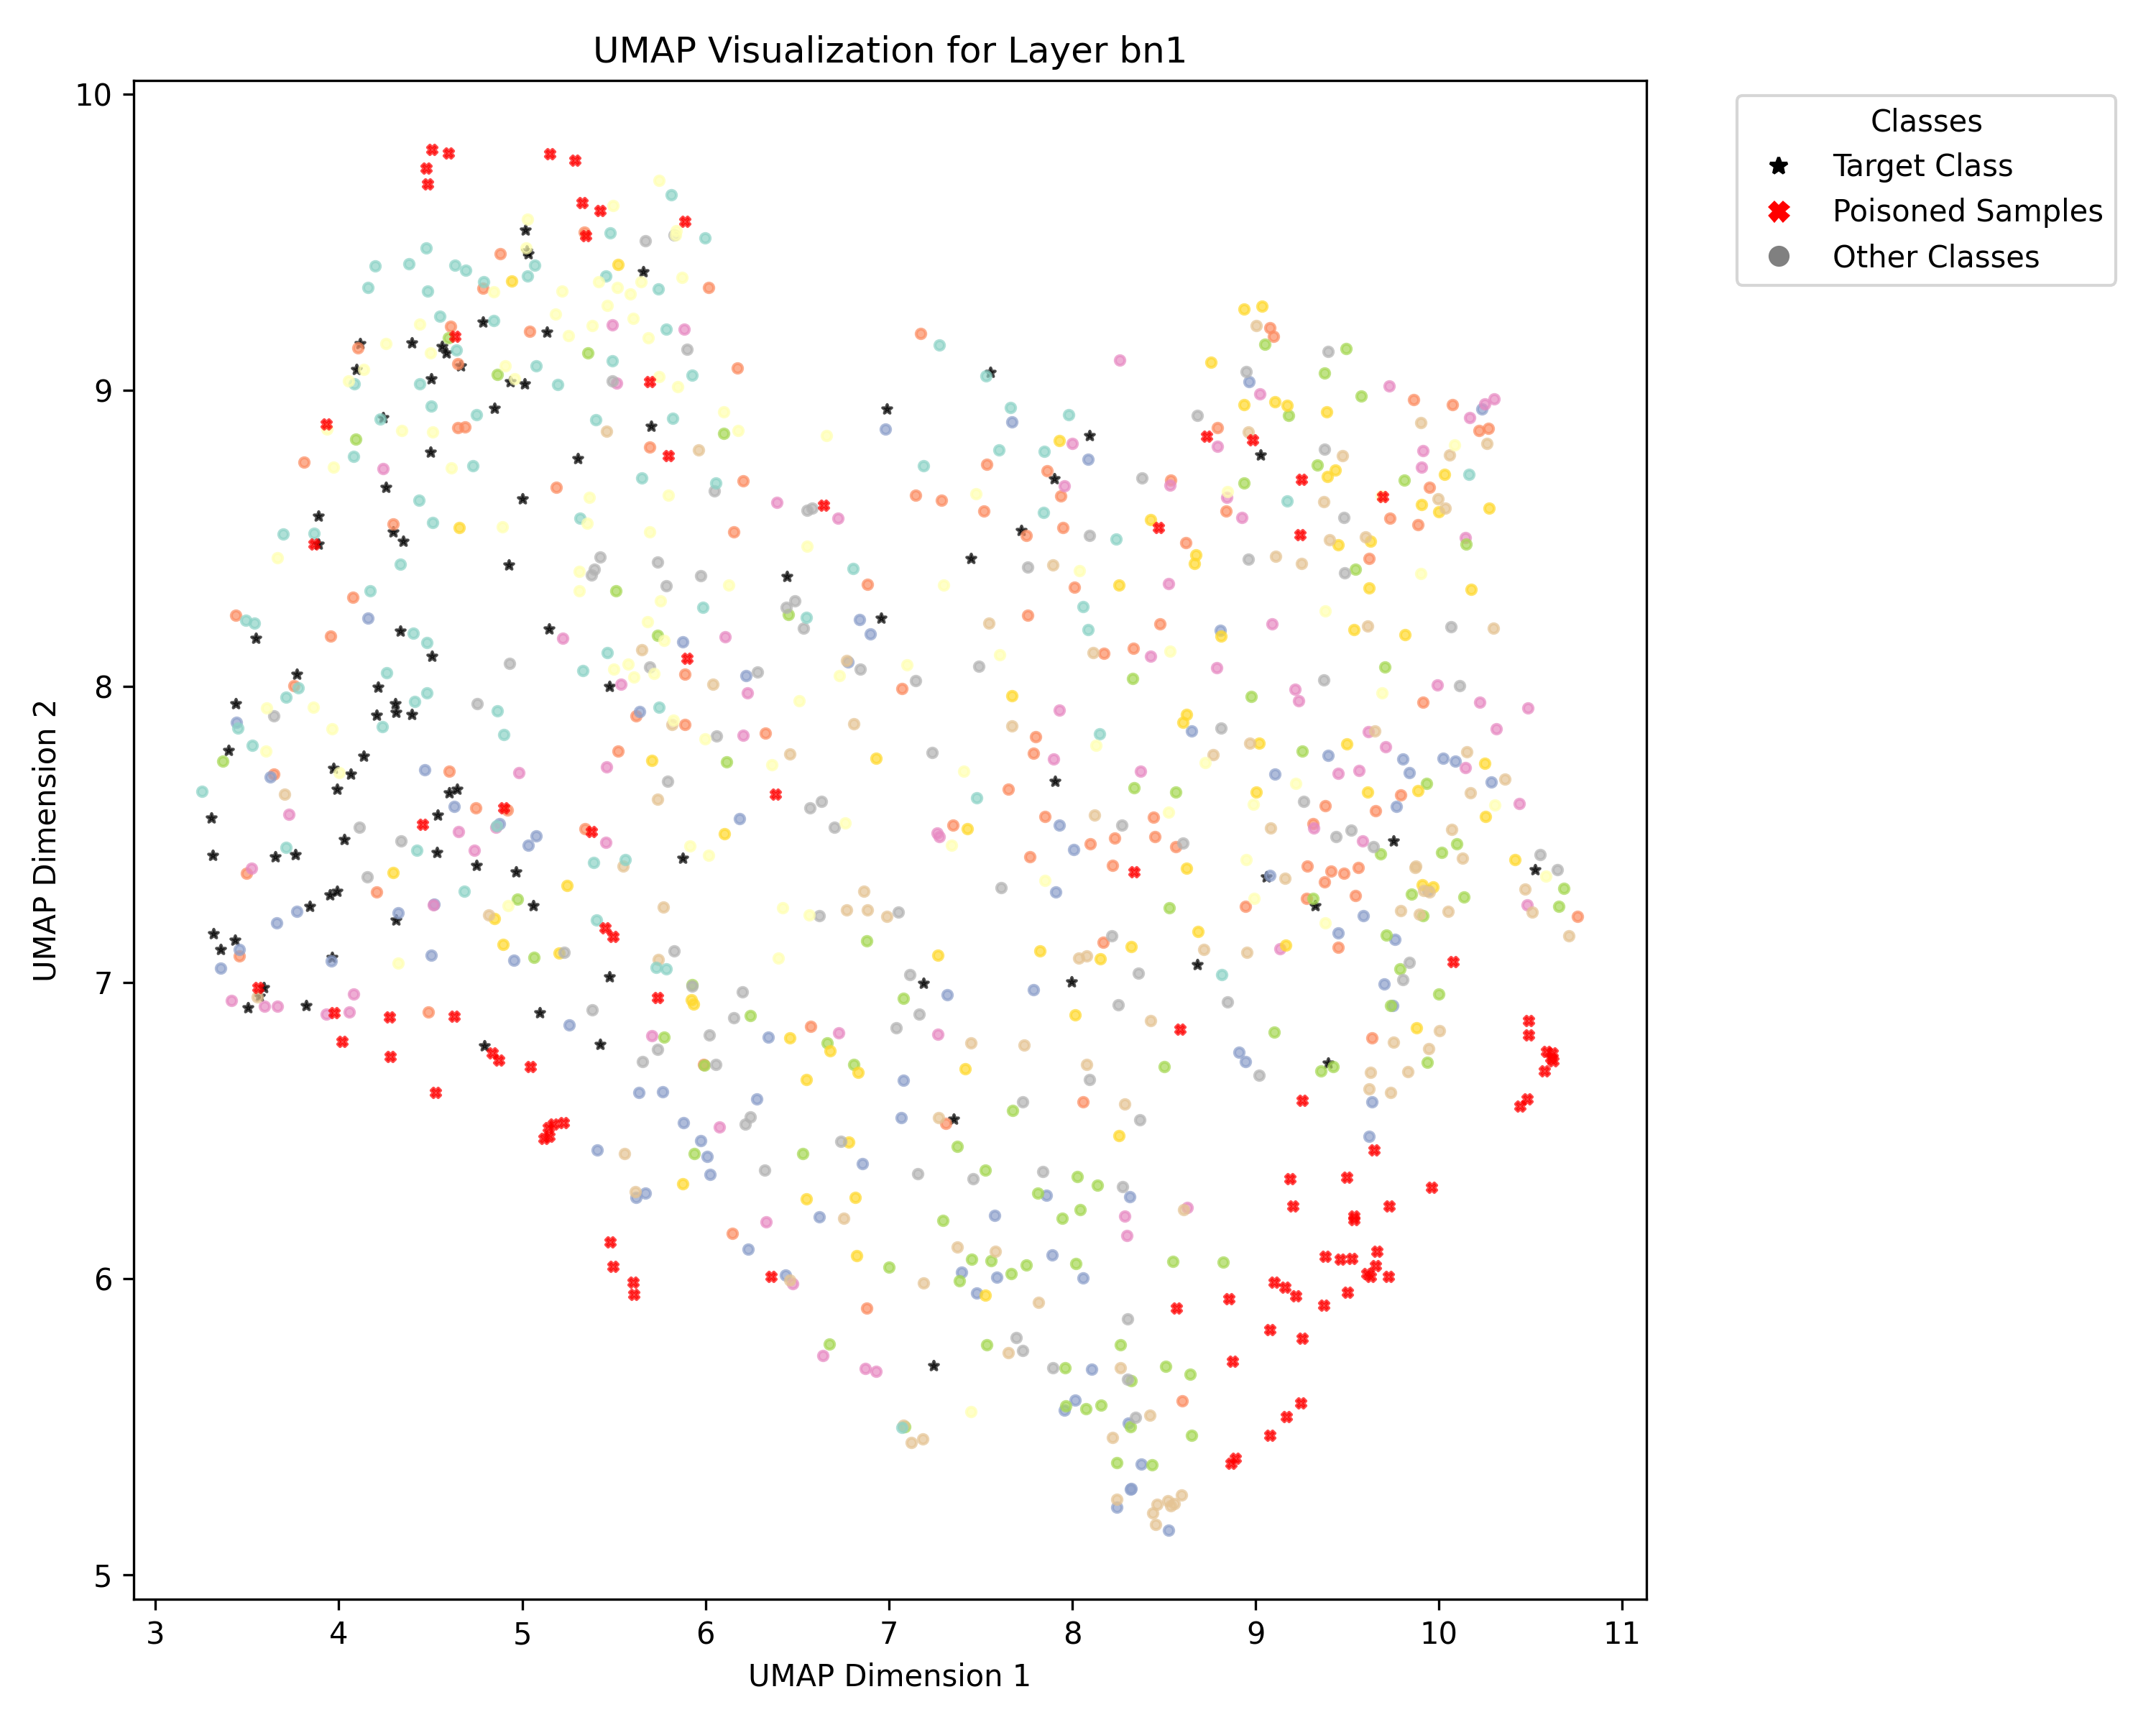 UMAP Visualization for Layer bn1
Classes
Target Class
Poisoned Samples
Other Classes
UMAP Dimension 2
10
9
8
7
6
5
3 4 5 6 7 8 9 10 11
UMAP Dimension 1